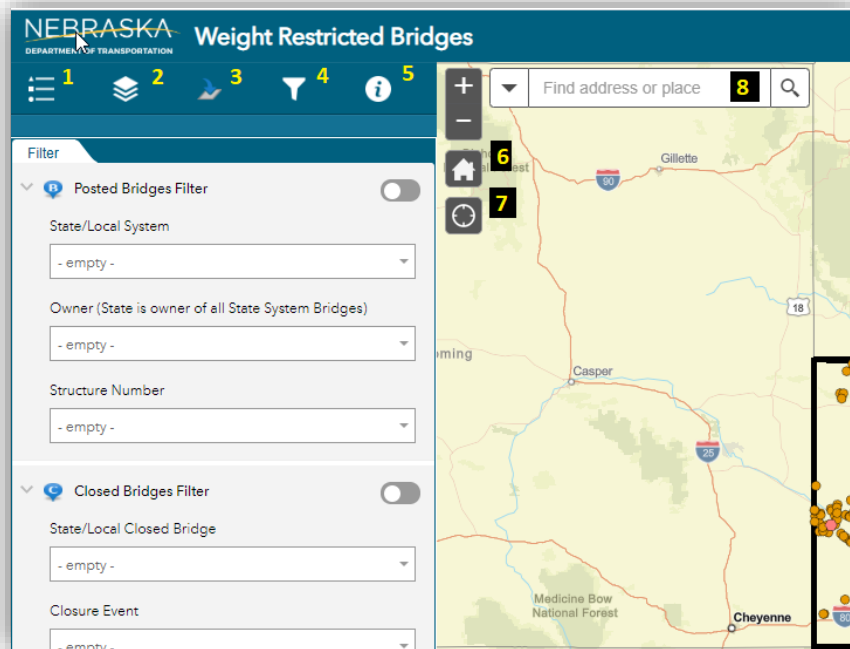 NEBRASKA
DEPARTMENT OF TRANSPORTATION
Weight Restricted Bridges
1 2 3 4 5
Filter
B Posted Bridges Filter
State/Local System
- empty -
Owner (State is owner of all State System Bridges)
- empty -
Structure Number
- empty -
C Closed Bridges Filter
State/Local Closed Bridge
- empty -
Closure Event
- empty -
+
−
Find address or place 8
6
7
Gillette
90
18
Casper
25
Medicine Bow
National Forest
Cheyenne
80